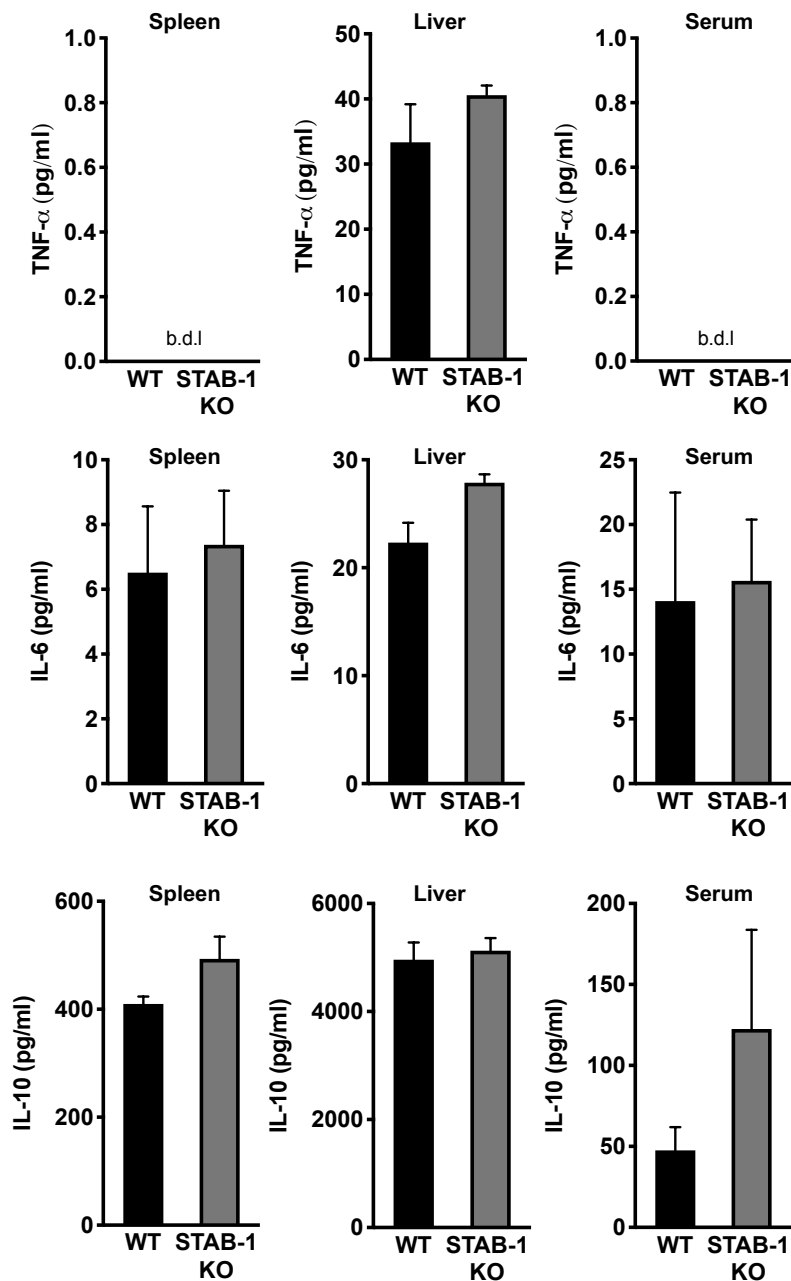 Spleen
1.0
0.8
0.6
0.4
0.2
0.0
TNF-α (pg/ml)
b.d.l
WT STAB-1
KO
Liver
50
40
30
20
10
0
TNF-α (pg/ml)
WT STAB-1
KO
Serum
1.0
0.8
0.6
0.4
0.2
0.0
TNF-α (pg/ml)
b.d.l
WT STAB-1
KO
Spleen
10
8
6
4
2
0
IL-6 (pg/ml)
WT STAB-1
KO
Liver
30
20
10
0
IL-6 (pg/ml)
WT STAB-1
KO
Serum
25
20
15
10
5
0
IL-6 (pg/ml)
WT STAB-1
KO
Spleen
600
400
200
0
IL-10 (pg/ml)
WT STAB-1
KO
Liver
6000
4000
2000
0
IL-10 (pg/ml)
WT STAB-1
KO
Serum
200
150
100
50
0
IL-10 (pg/ml)
WT STAB-1
KO